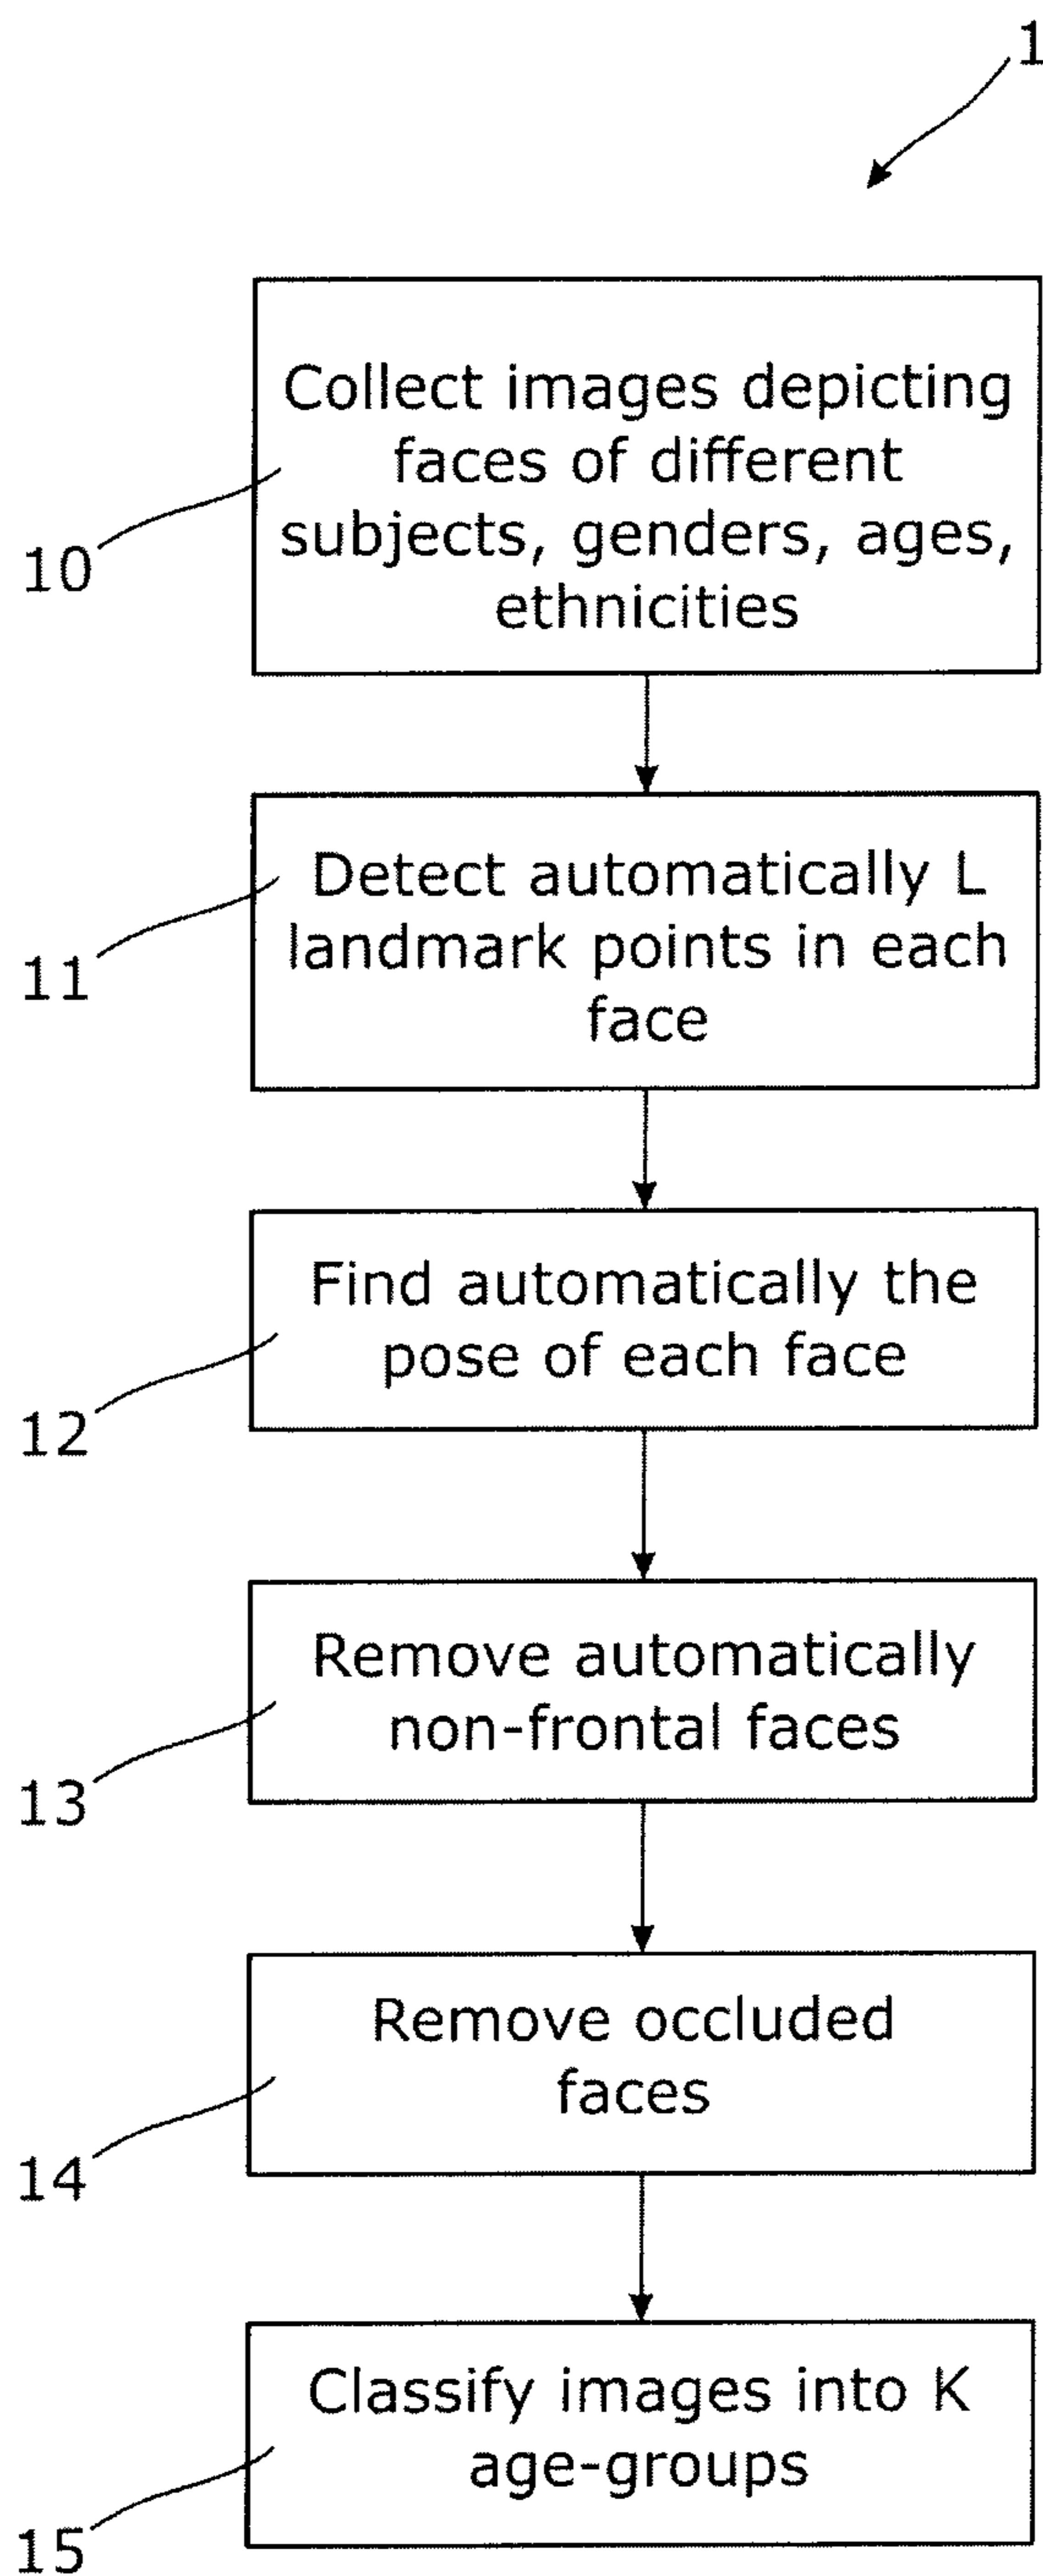 1
Collect images depicting
faces of different
subjects, genders, ages,
ethnicities
10
Detect automatically L
landmark points in each
face
11
Find automatically the
pose of each face
12
Remove automatically
non-frontal faces
13
Remove occluded
faces
14
Classify images into K
age-groups
15